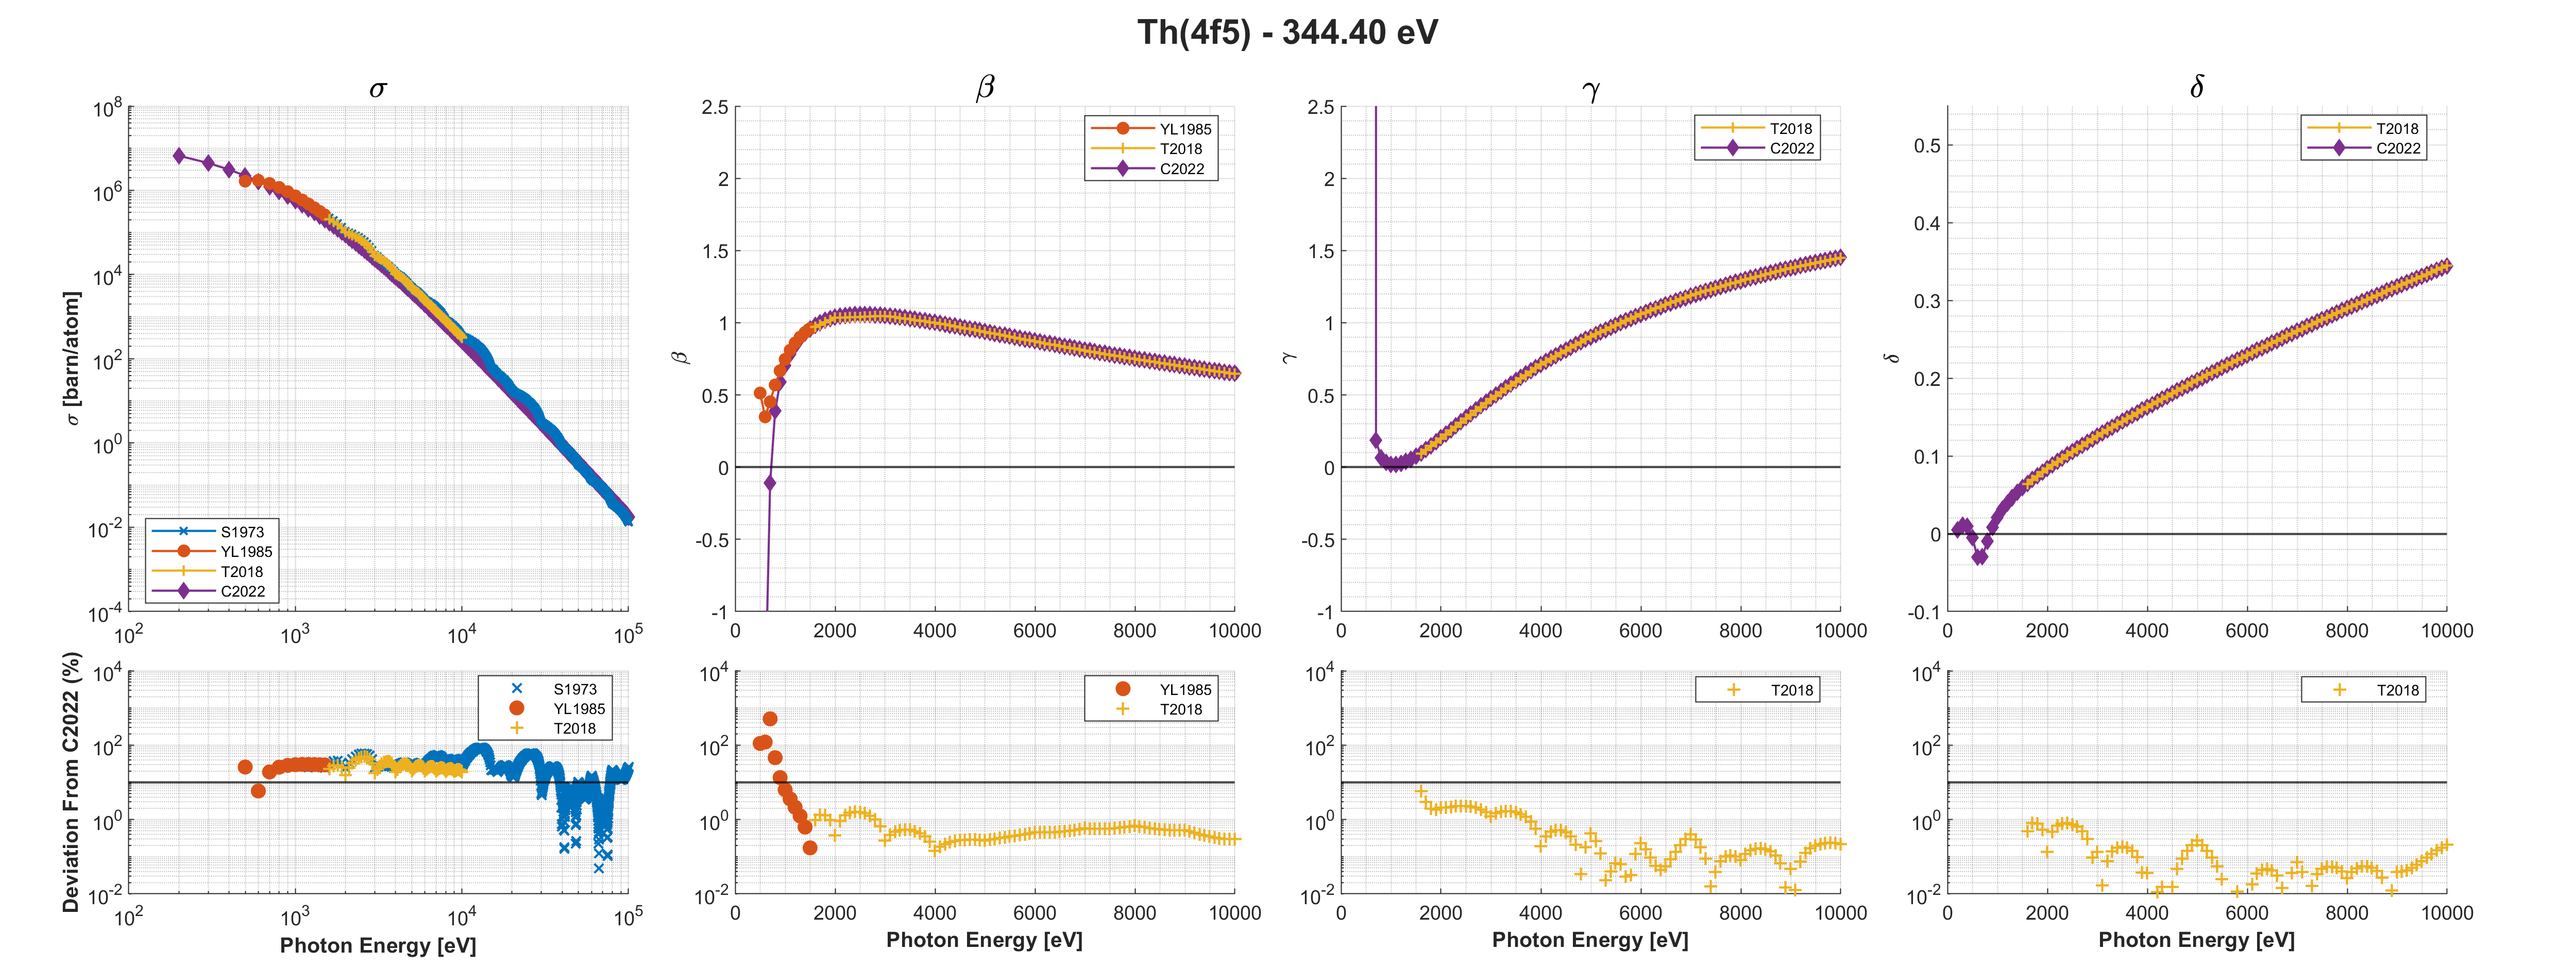 Th(4f5) - 344.40 eV
σ
10^8
10^6
10^4
10^2
10^0
10^-2
10^-4
10^2
10^3
10^4
10^5
σ [barn/atom]
S1973
YL1985
T2018
C2022
β
2.5
2
1.5
1
0.5
0
-0.5
-1
0
2000
4000
6000
8000
10000
β
YL1985
T2018
C2022
γ
2.5
2
1.5
1
0.5
0
-0.5
-1
0
2000
4000
6000
8000
10000
γ
T2018
C2022
δ
0.5
0.4
0.3
0.2
0.1
0
-0.1
0
2000
4000
6000
8000
10000
δ
T2018
C2022
Deviation From C2022 (%)
10^4
10^2
10^0
10^-2
10^2
10^3
10^4
10^5
Photon Energy [eV]
S1973
YL1985
T2018
10^4
10^2
10^0
10^-2
0
2000
4000
6000
8000
10000
Photon Energy [eV]
YL1985
T2018
10^4
10^2
10^0
10^-2
0
2000
4000
6000
8000
10000
Photon Energy [eV]
T2018
10^4
10^2
10^0
10^-2
0
2000
4000
6000
8000
10000
Photon Energy [eV]
T2018